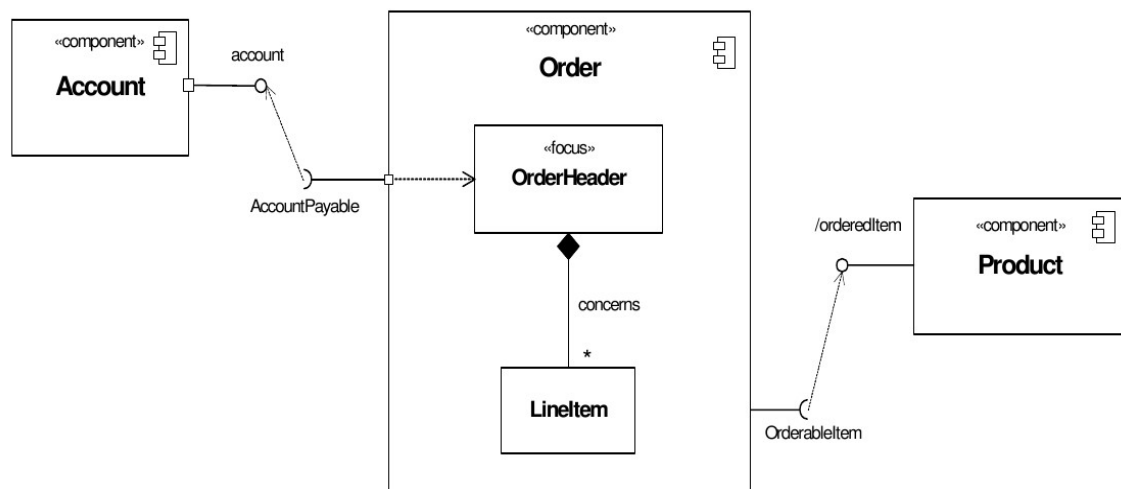 «component»
Account
account
AccountPayable
«component»
Order
«focus»
OrderHeader
concerns
*
LineItem
/orderedItem
OrderableItem
«component»
Product